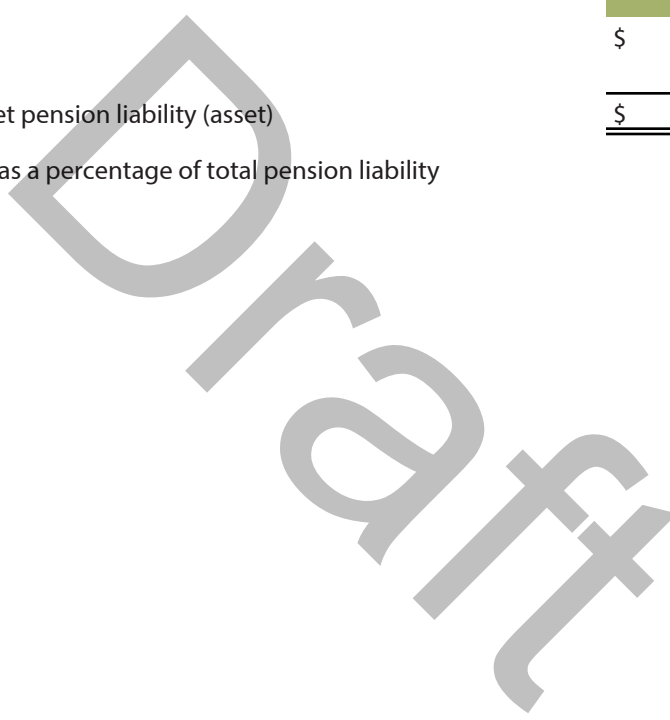 $
et pension liability (asset) $
as a percentage of total pension liability
Draft